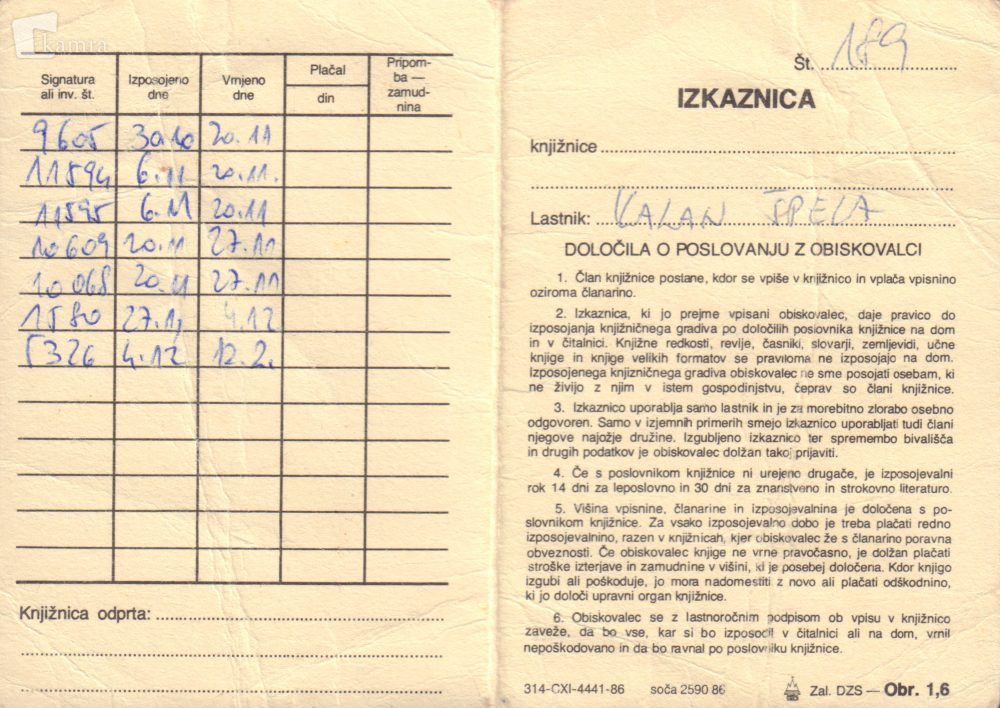 kamra
Signatura ali inv. št. Izposojeno dne Vrnjeno dne Plačal din Pripom- ba — zamud- nina
9605 30.10 20.11
11594 6.11 20.11.
11595 6.11 20.11
10609 20.11 27.11
10068 20.11 27.11
1580 27.11 4.12
5326 4.12 12.2.
Knjižnica odprta:
Št. 189
IZKAZNICA
knjižnice
Lastnik: KALAN ŠPELA
DOLOČILA O POSLOVANJU Z OBISKOVALCI
1. Član knjižnice postane, kdor se vpiše v knjižnico in vplača vpisnino
oziroma članarino.
2. Izkaznica, ki jo prejme vpisani obiskovalec, daje pravico do
izposojanja knjižničnega gradiva po določilih poslovnika knjižnice na dom
in v čitalnici. Knjižne redkosti, revije, časniki, slovarji, zemljevidi, učne
knjige in knjige velikih formatov se praviloma ne izposojajo na dom.
Izposojenega knjizničnega gradiva obiskovalec ne sme posojati osebam, ki
ne živijo z njim v istem gospodinjstvu, čeprav so člani knjižnice.
3. Izkaznico uporablja samo lastnik in je za morebitno zlorabo osebno
odgovoren. Samo v izjemnih primerih smejo izkaznico uporabljati tudi člani
njegove najožje družine. Izgubljeno izkaznico ter spremembo bivališča
in drugih podatkov je obiskovalec dolžan takoj prijaviti.
4. Če s poslovnikom knjižnice ni urejeno drugače, je izposojevalni
rok 14 dni za leposlovno in 30 dni za znanstveno in strokovno literaturo.
5. Višina vpisnine, članarine in izposojevalnina je določena s po-
slovnikom knjižnice. Za vsako izposojevalno dobo je treba plačati redno
izposojevalnino, razen v knjižnicah, kjer obiskovalec že s članarino poravna
obveznosti. Če obiskovalec knjige ne vrne pravočasno, je dolžan plačati
stroške izterjave in zamudnine v višini, ki je posebej določena. Kdor knjigo
izgubi ali poškoduje, jo mora nadomestiti z novo ali plačati odškodnino,
ki jo določi upravni organ knjižnice.
6. Obiskovalec se z lastnoročnim podpisom ob vpisu v knjižnico
zaveže, da bo vse, kar si bo izposodil v čitalnici ali na dom, vrnil
nepoškodovano in da bo ravnal po poslovniku knjižnice.
314-CXI-4441-86 soča 2590 86 Zal. DZS — Obr. 1,6